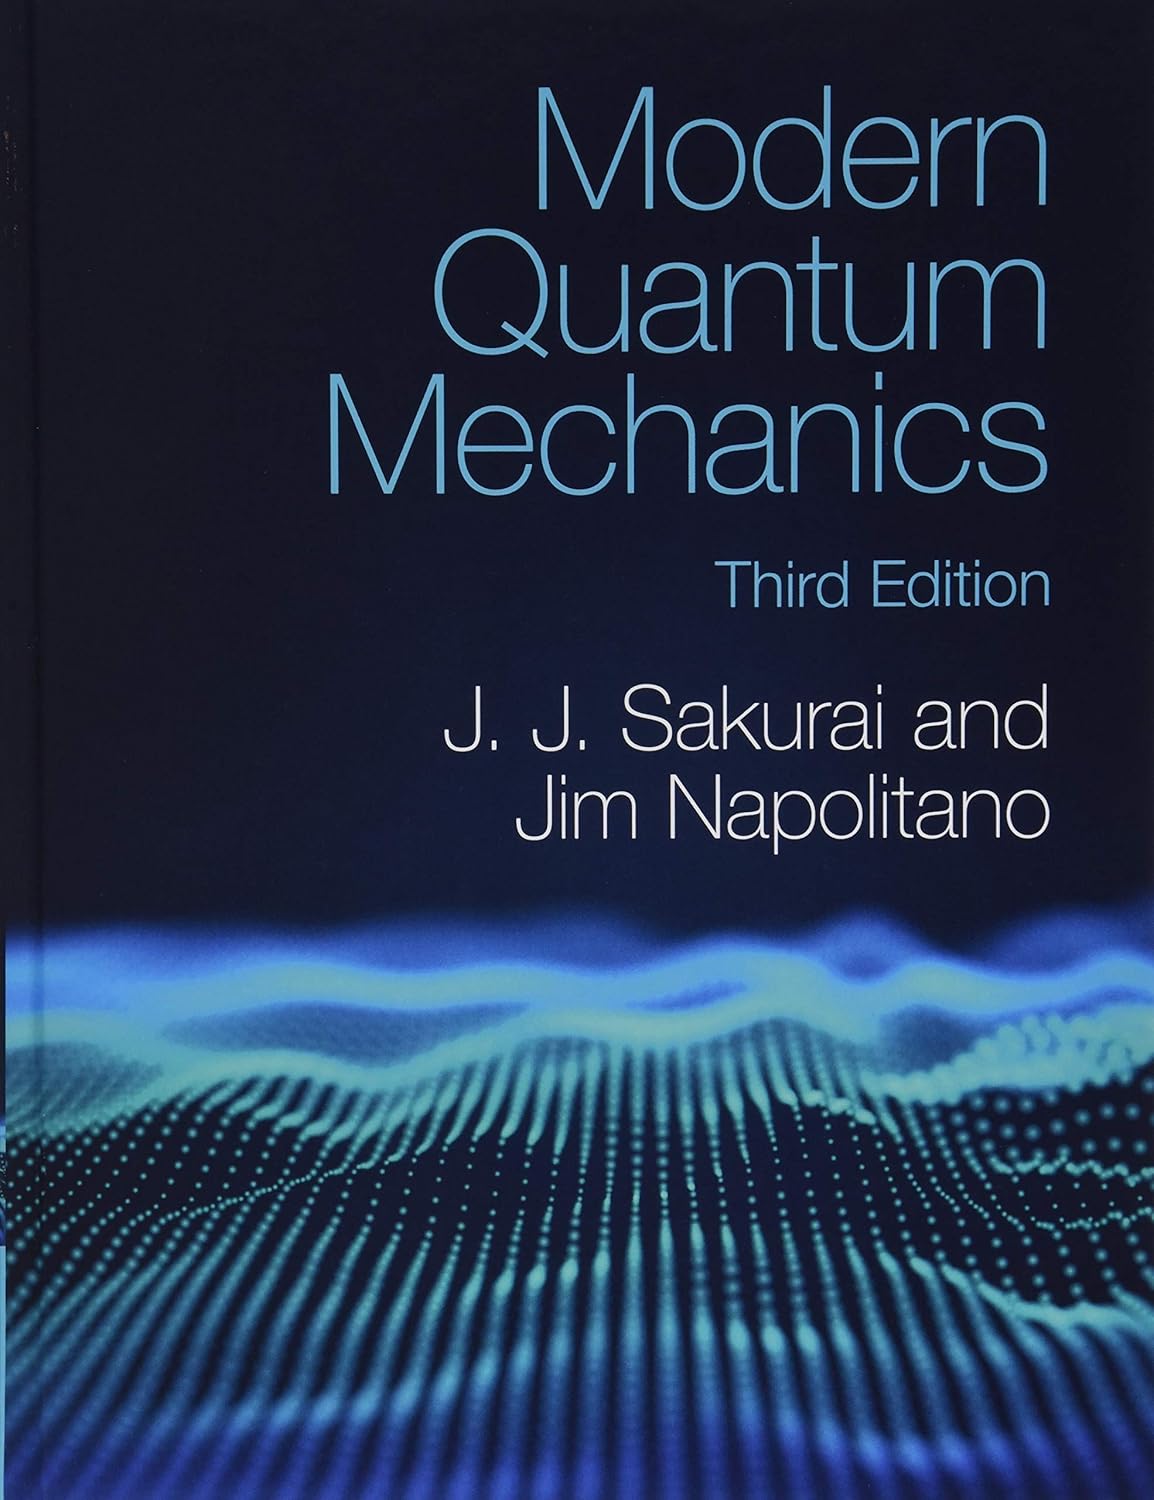 Modern
Quantum
Mechanics
Third Edition
J. J. Sakurai and
Jim Napolitano